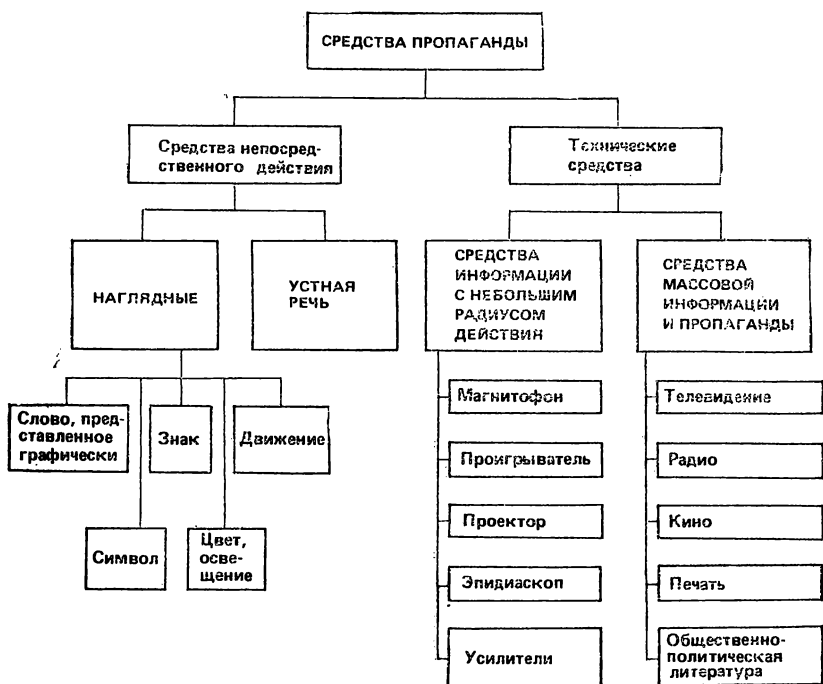 СРЕДСТВА ПРОПАГАНДЫ
Средства непосред-
ственного действия
Технические
средства
НАГЛЯДНЫЕ
УСТНАЯ
РЕЧЬ
СРЕДСТВА
ИНФОРМАЦИИ
С НЕБОЛЬШИМ
РАДИУСОМ
ДЕЙСТВИЯ
СРЕДСТВА
МАССОВОЙ
ИНФОРМАЦИИ
И ПРОПАГАНДЫ
Слово, пред-
ставленное
графически
Знак
Движение
Символ
Цвет,
осве-
щение
Магнитофон
Проигрыватель
Проектор
Эпидиаскоп
Усилители
Телевидение
Радио
Кино
Печать
Общественно-
политическая
литература